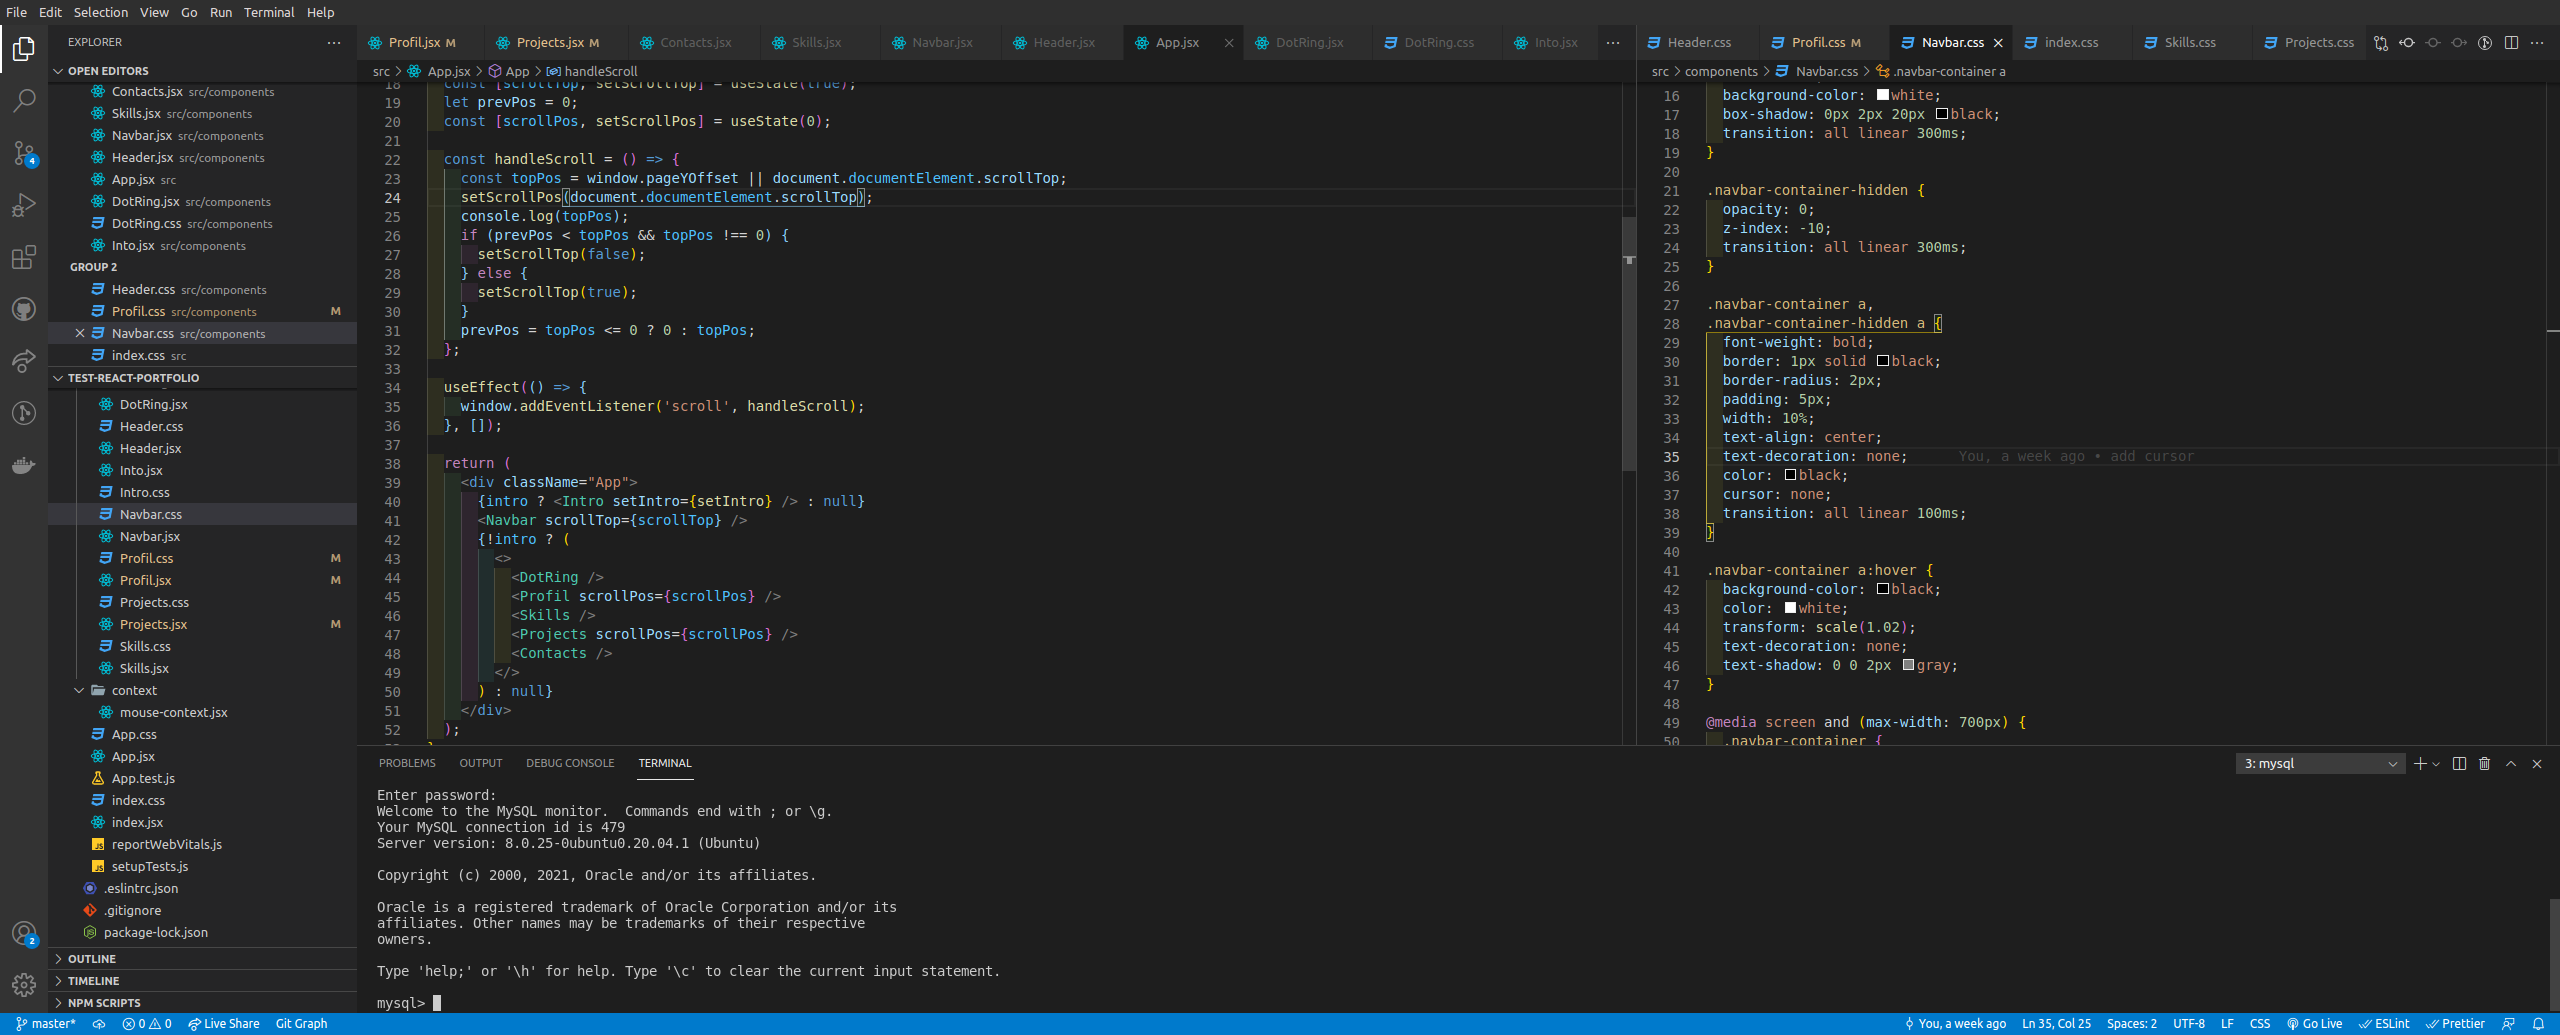 File Edit Selection View Go Run Terminal Help
EXPLORER
OPEN EDITORS
Contacts.jsx src/components
Skills.jsx src/components
Navbar.jsx src/components
Header.jsx src/components
App.jsx src
DotRing.jsx src/components
DotRing.css src/components
Into.jsx src/components
GROUP 2
Header.css src/components
Profil.css src/components M
Navbar.css src/components
index.css src
TEST-REACT-PORTFOLIO
DotRing.jsx
Header.css
Header.jsx
Into.jsx
Intro.css
Navbar.css
Navbar.jsx
Profil.css M
Profil.jsx M
Projects.css
Projects.jsx M
Skills.css
Skills.jsx
context
mouse-context.jsx
App.css
App.jsx
App.test.js
index.css
index.jsx
reportWebVitals.js
setupTests.js
.eslintrc.json
.gitignore
package-lock.json
OUTLINE
TIMELINE
NPM SCRIPTS
4
2
Profil.jsx M Projects.jsx M Contacts.jsx Skills.jsx Navbar.jsx Header.jsx App.jsx DotRing.jsx DotRing.css Into.jsx
src > App.jsx > App > handleScroll
18 const [scrollTop, setScrollTop] = useState(true);
19 let prevPos = 0;
20 const [scrollPos, setScrollPos] = useState(0);
21
22 const handleScroll = () => {
23 const topPos = window.pageYOffset || document.documentElement.scrollTop;
24 setScrollPos(document.documentElement.scrollTop);
25 console.log(topPos);
26 if (prevPos < topPos && topPos !== 0) {
27 setScrollTop(false);
28 } else {
29 setScrollTop(true);
30 }
31 prevPos = topPos <= 0 ? 0 : topPos;
32 };
33
34 useEffect(() => {
35 window.addEventListener('scroll', handleScroll);
36 }, []);
37
38 return (
39 <div className="App">
40 {intro ? <Intro setIntro={setIntro} /> : null}
41 <Navbar scrollTop={scrollTop} />
42 {!intro ? (
43 <>
44 <DotRing />
45 <Profil scrollPos={scrollPos} />
46 <Skills />
47 <Projects scrollPos={scrollPos} />
48 <Contacts />
49 </>
50 ) : null}
51 </div>
52 );
Header.css Profil.css M Navbar.css index.css Skills.css Projects.css
src > components > Navbar.css > .navbar-container a
16 background-color: white;
17 box-shadow: 0px 2px 20px black;
18 transition: all linear 300ms;
19 }
20
21 .navbar-container-hidden {
22 opacity: 0;
23 z-index: -10;
24 transition: all linear 300ms;
25 }
26
27 .navbar-container a,
28 .navbar-container-hidden a {
29 font-weight: bold;
30 border: 1px solid black;
31 border-radius: 2px;
32 padding: 5px;
33 width: 10%;
34 text-align: center;
35 text-decoration: none; You, a week ago • add cursor
36 color: black;
37 cursor: none;
38 transition: all linear 100ms;
39 }
40
41 .navbar-container a:hover {
42 background-color: black;
43 color: white;
44 transform: scale(1.02);
45 text-decoration: none;
46 text-shadow: 0 0 2px gray;
47 }
48
49 @media screen and (max-width: 700px) {
50 .navbar-container {
PROBLEMS OUTPUT DEBUG CONSOLE TERMINAL
3: mysql
Enter password:
Welcome to the MySQL monitor.  Commands end with ; or \g.
Your MySQL connection id is 479
Server version: 8.0.25-0ubuntu0.20.04.1 (Ubuntu)
Copyright (c) 2000, 2021, Oracle and/or its affiliates.
Oracle is a registered trademark of Oracle Corporation and/or its
affiliates. Other names may be trademarks of their respective
owners.
Type 'help;' or '\h' for help. Type '\c' to clear the current input statement.
mysql>
master* 0 0 Live Share Git Graph
You, a week ago Ln 35, Col 25 Spaces: 2 UTF-8 LF CSS Go Live ESLint Prettier